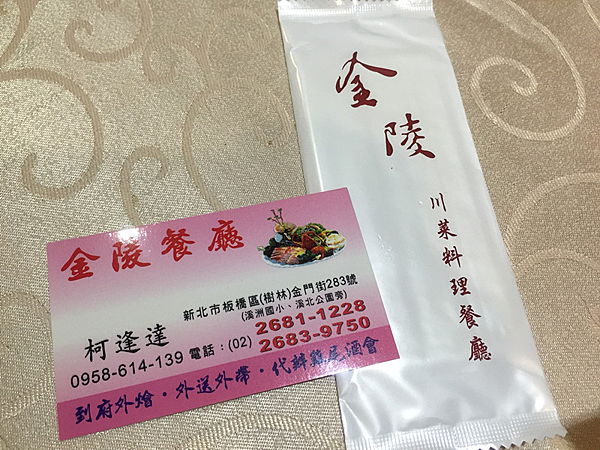 金陵
川菜料理餐廳
金陵餐廳
新北市板橋區(樹林)金門街283號
(溪洲國小、溪北公園旁)
柯逢達
0958-614-139 電話:(02) 2681-1228
2683-9750
到府外燴・外送外帶・代辦雞尾酒會